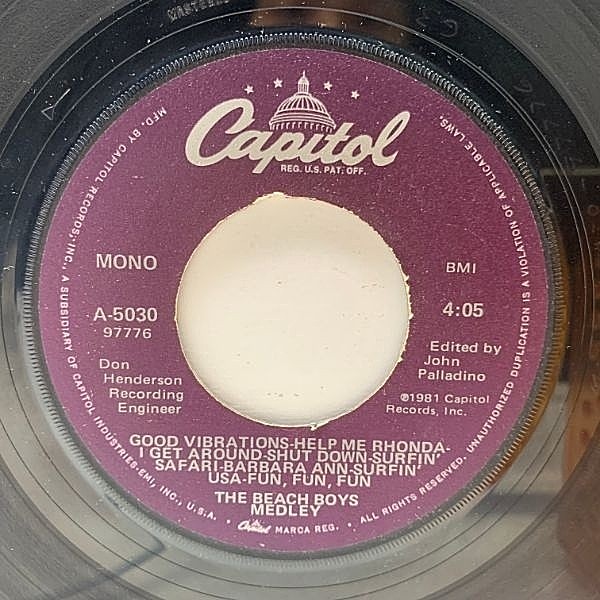 Capitol
REG. U.S. PAT. OFF.
MFD. BY CAPITOL RECORDS, INC., A SUBSIDIARY OF CAPITOL INDUSTRIES-EMI, INC., U.S.A. • Capitol MARCA REG. • ALL RIGHTS RESERVED. UNAUTHORIZED DUPLICATION IS A VIOLATION OF APPLICABLE LAWS.
MONO
BMI
A-5030
97776
4:05
Don
Henderson
Recording
Engineer
Edited by
John
Palladino
℗1981 Capitol
Records, Inc.
GOOD VIBRATIONS-HELP ME RHONDA-
I GET AROUND-SHUT DOWN-SURFIN'
SAFARI-BARBARA ANN-SURFIN'
USA-FUN, FUN, FUN
THE BEACH BOYS
MEDLEY